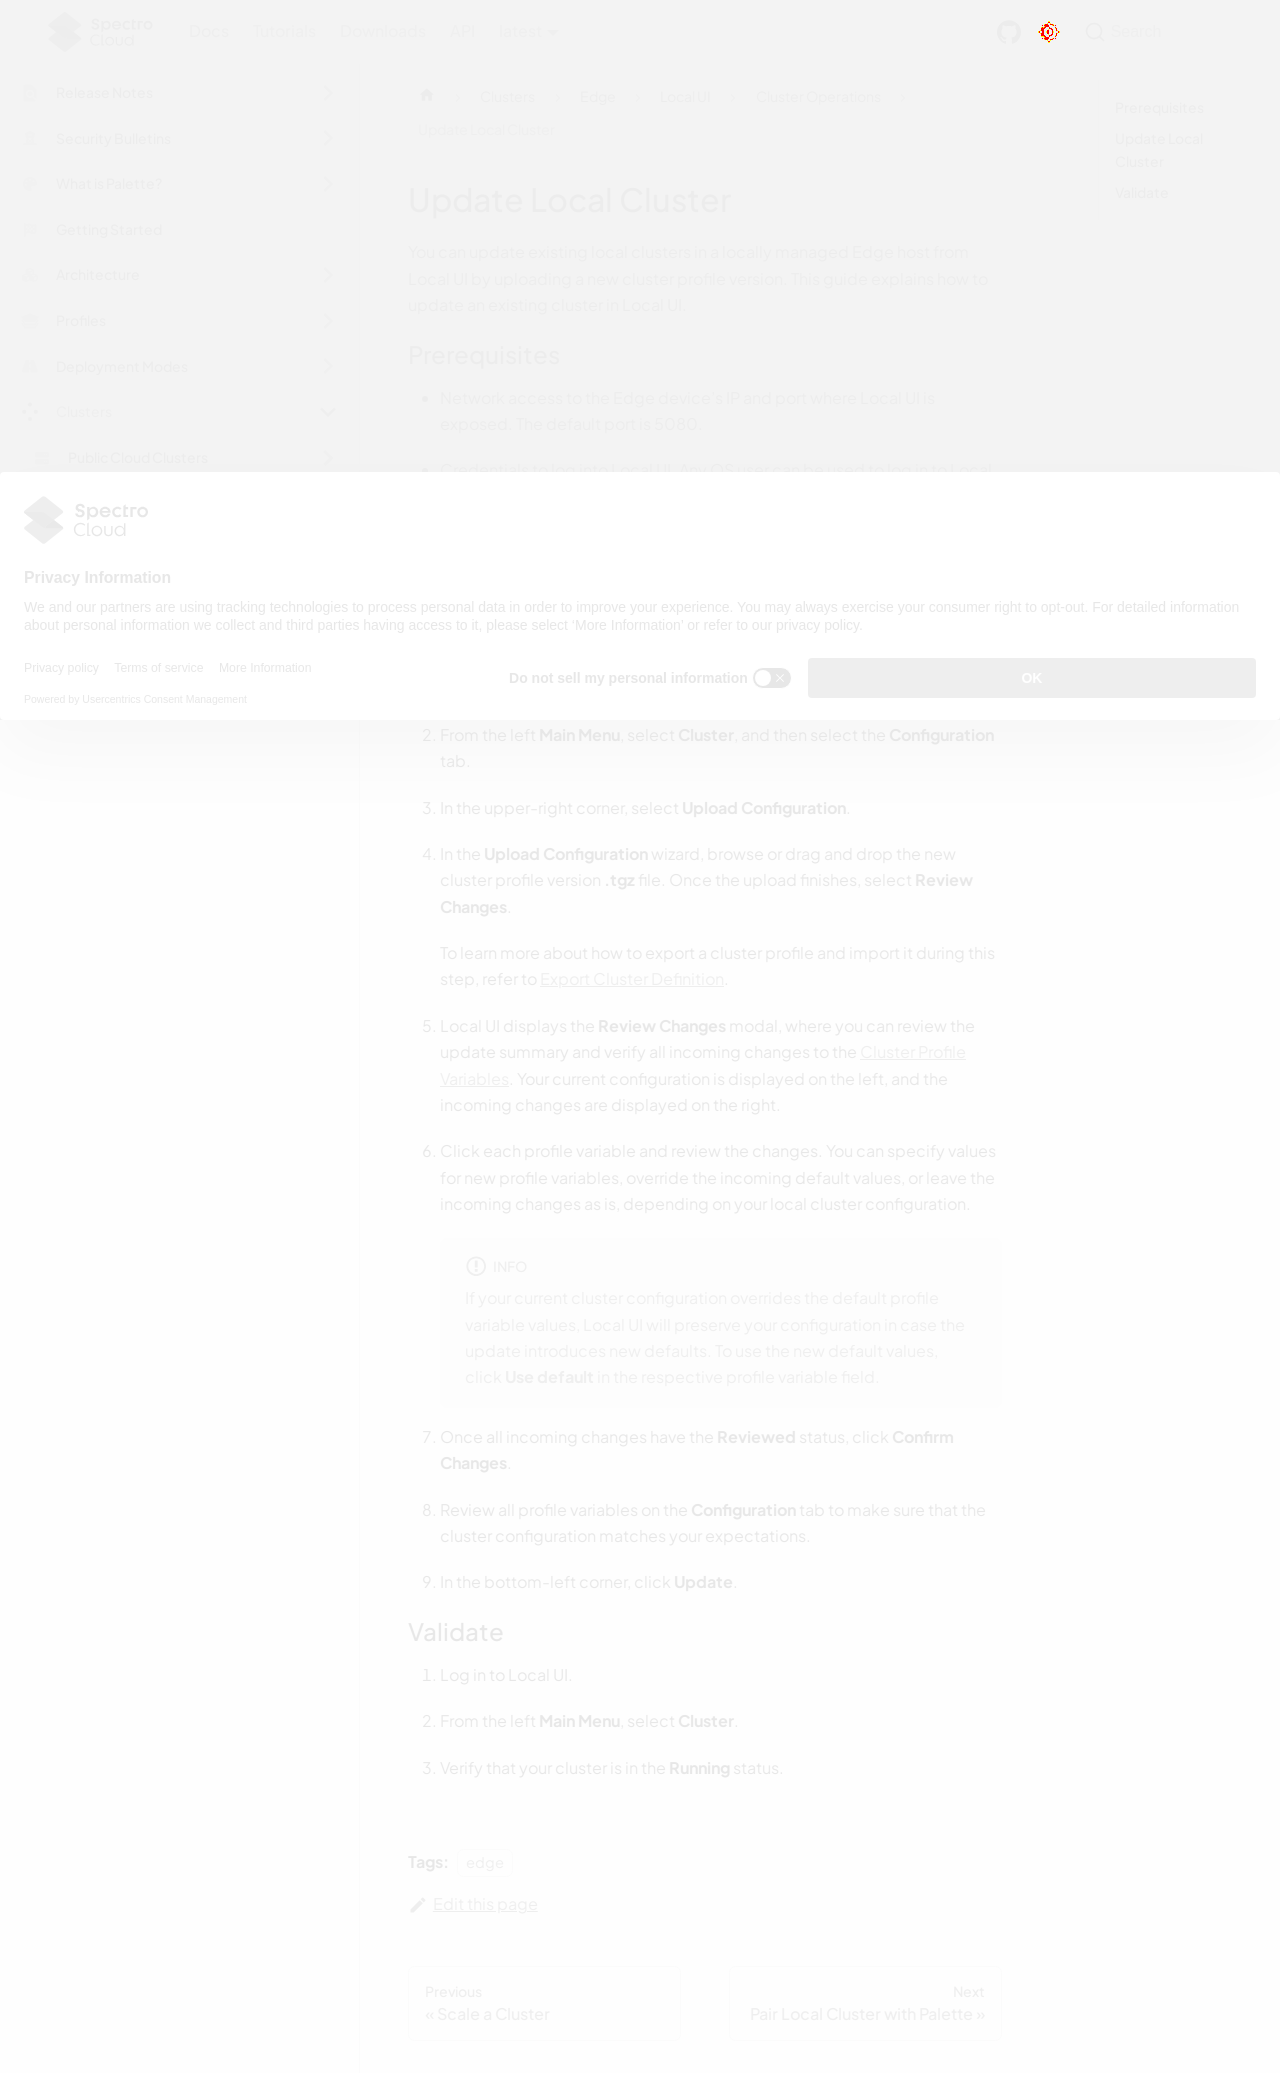 Spectro
Cloud
Docs
Tutorials
Downloads
API
latest
Search
Release Notes
Security Bulletins
What is Palette?
Getting Started
Architecture
Profiles
Deployment Modes
Clusters
Public Cloud Clusters
Clusters
Edge
Local UI
Cluster Operations
Update Local Cluster
Prerequisites
Update Local
Cluster
Validate
Update Local Cluster
You can update existing local clusters in a locally managed Edge host from
Local UI by uploading a new cluster profile version. This guide explains how to
update an existing cluster in Local UI.
Prerequisites
Network access to the Edge device's IP and port where Local UI is
exposed. The default port is 5080.
Credentials to log into Local UI. Any OS user can be used to log in to Local
Spectro
Cloud
Privacy Information
We and our partners are using tracking technologies to process personal data in order to improve your experience. You may always exercise your consumer right to opt-out. For detailed information
about personal information we collect and third parties having access to it, please select 'More Information' or refer to our privacy policy.
Privacy policy Terms of service More Information
Powered by Usercentrics Consent Management
Do not sell my personal information
OK
2. From the left Main Menu, select Cluster, and then select the Configuration
tab.
3. In the upper-right corner, select Upload Configuration.
4. In the Upload Configuration wizard, browse or drag and drop the new
cluster profile version .tgz file. Once the upload finishes, select Review
Changes.
To learn more about how to export a cluster profile and import it during this
step, refer to Export Cluster Definition.
5. Local UI displays the Review Changes modal, where you can review the
update summary and verify all incoming changes to the Cluster Profile
Variables. Your current configuration is displayed on the left, and the
incoming changes are displayed on the right.
6. Click each profile variable and review the changes. You can specify values
for new profile variables, override the incoming default values, or leave the
incoming changes as is, depending on your local cluster configuration.
INFO
If your current cluster configuration overrides the default profile
variable values, Local UI will preserve your configuration in case the
update introduces new defaults. To use the new default values,
click Use default in the respective profile variable field.
7. Once all incoming changes have the Reviewed status, click Confirm
Changes.
8. Review all profile variables on the Configuration tab to make sure that the
cluster configuration matches your expectations.
9. In the bottom-left corner, click Update.
Validate
1. Log in to Local UI.
2. From the left Main Menu, select Cluster.
3. Verify that your cluster is in the Running status.
Tags: edge
Edit this page
Previous
« Scale a Cluster
Next
Pair Local Cluster with Palette »